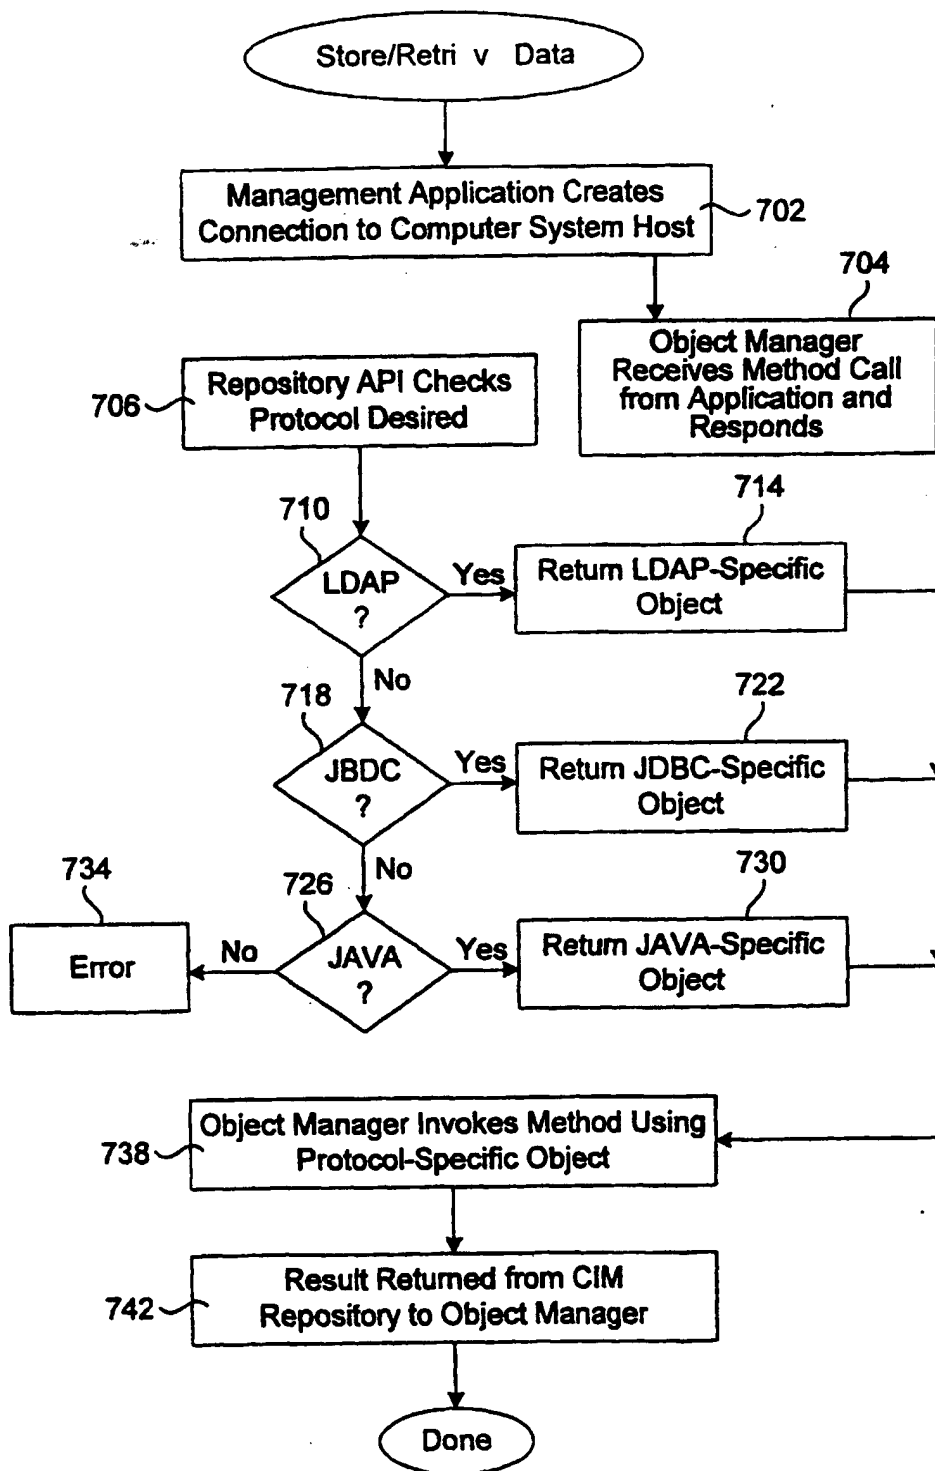 Store/Retri v Data
Management Application Creates
Connection to Computer System Host
702
704
Object Manager
Receives Method Call
from Application and
Responds
Repository API Checks
Protocol Desired
706
710
LDAP
?
Yes
714
Return LDAP-Specific
Object
No
718
JBDC
?
Yes
722
Return JDBC-Specific
Object
No
726
JAVA
?
Yes
730
Return JAVA-Specific
Object
No
734
Error
Object Manager Invokes Method Using
Protocol-Specific Object
738
Result Returned from CIM
Repository to Object Manager
742
Done